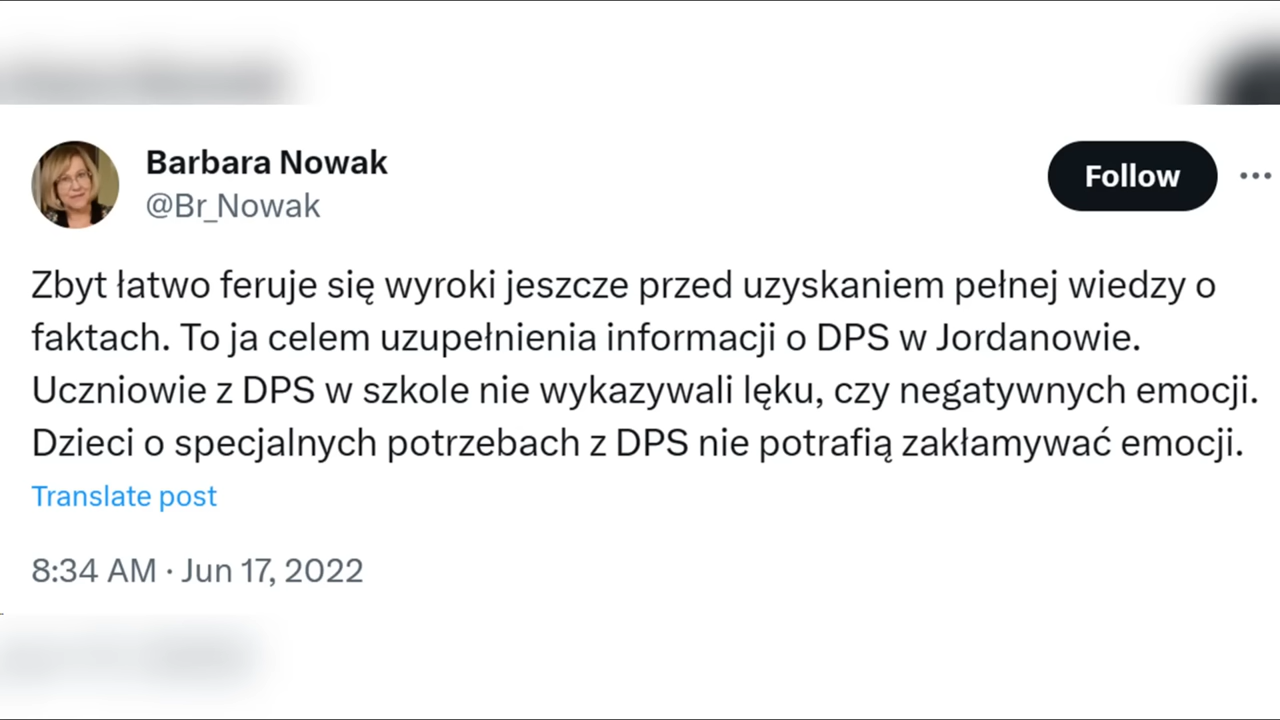 Barbara Nowak
@Br_Nowak
Follow
Zbyt łatwo feruje się wyroki jeszcze przed uzyskaniem pełnej wiedzy o
faktach. To ja celem uzupełnienia informacji o DPS w Jordanowie.
Uczniowie z DPS w szkole nie wykazywali lęku, czy negatywnych emocji.
Dzieci o specjalnych potrzebach z DPS nie potrafią zakłamywać emocji.
Translate post
8:34 AM · Jun 17, 2022